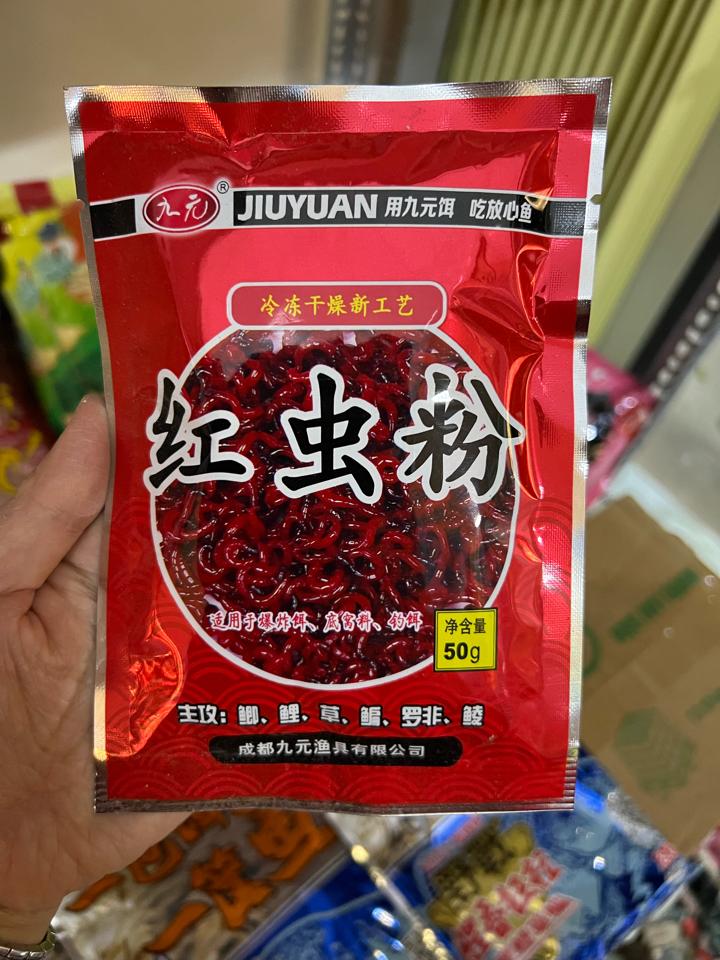 九元® JIUYUAN 用九元饵 吃放心鱼
冷冻干燥新工艺
红虫粉
适用于爆炸饵、底窝料、钓饵
净含量
50g
主攻：鲫、鲤、草、鳊、罗非、鲮
成都九元渔具有限公司